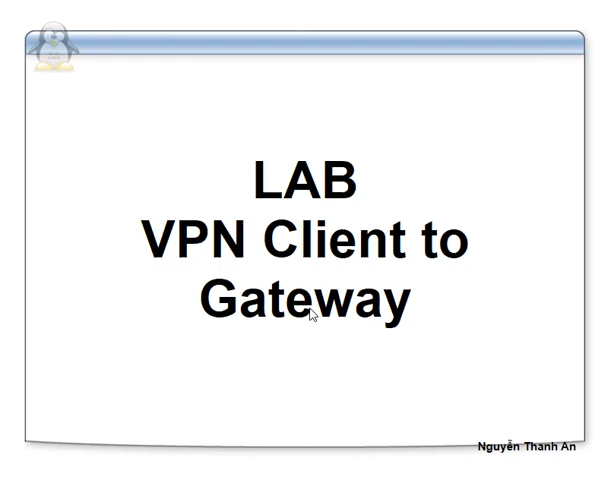 LAB
VPN Client to
Gateway
Nguyễn Thanh An